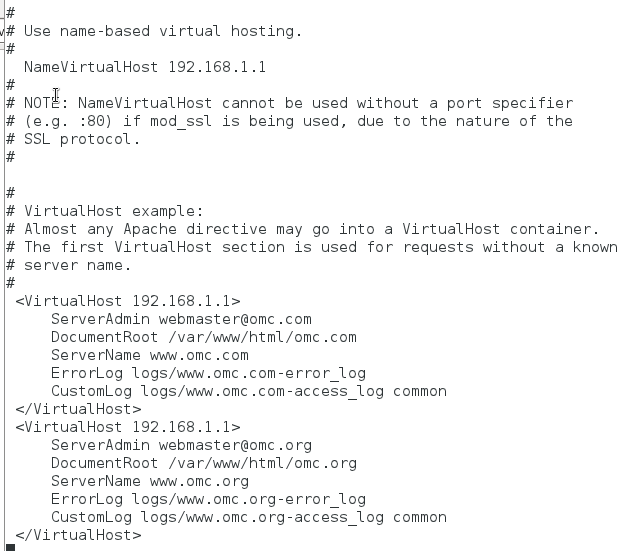 #
# Use name-based virtual hosting.
#
  NameVirtualHost 192.168.1.1
#
# NOTE: NameVirtualHost cannot be used without a port specifier
# (e.g. :80) if mod_ssl is being used, due to the nature of the
# SSL protocol.
#

#
# VirtualHost example:
# Almost any Apache directive may go into a VirtualHost container.
# The first VirtualHost section is used for requests without a known
# server name.
#
 <VirtualHost 192.168.1.1>
     ServerAdmin webmaster@omc.com
     DocumentRoot /var/www/html/omc.com
     ServerName www.omc.com
     ErrorLog logs/www.omc.com-error_log
     CustomLog logs/www.omc.com-access_log common
 </VirtualHost>
 <VirtualHost 192.168.1.1>
     ServerAdmin webmaster@omc.org
     DocumentRoot /var/www/html/omc.org
     ServerName www.omc.org
     ErrorLog logs/www.omc.org-error_log
     CustomLog logs/www.omc.org-access_log common
 </VirtualHost>